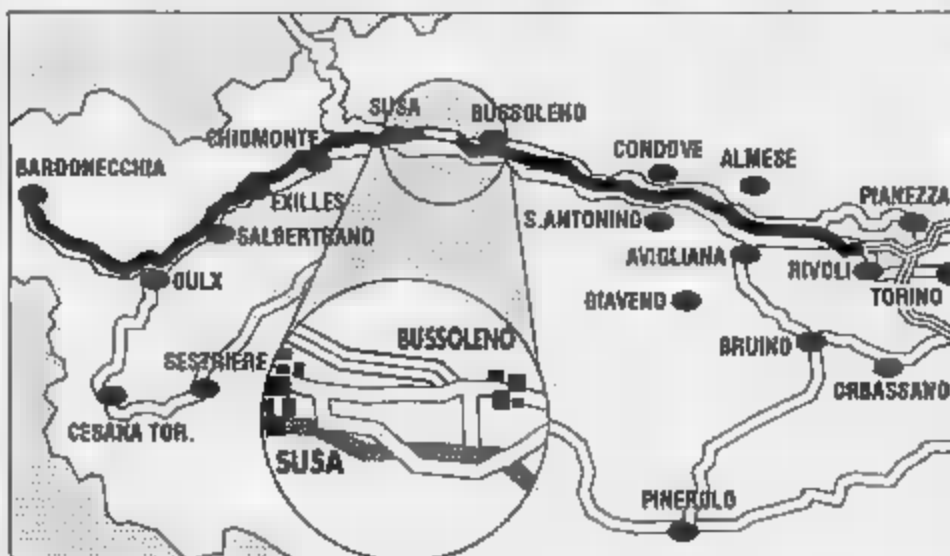 SUSA
BUSSOLENO
CHIOMONTE
CONDOVE
ALMESE
BARDONECCHIA
PIANEZZA
EXILLES
S.ANTONINO
SALBERTRAND
AVIGLIANA
RIVOLI
OULX
TORINO
GIAVENO
BUSSOLENO
BRUINO
SESTRIERE
ORBASSANO
CESANA TOR.
SUSA
PINEROLO